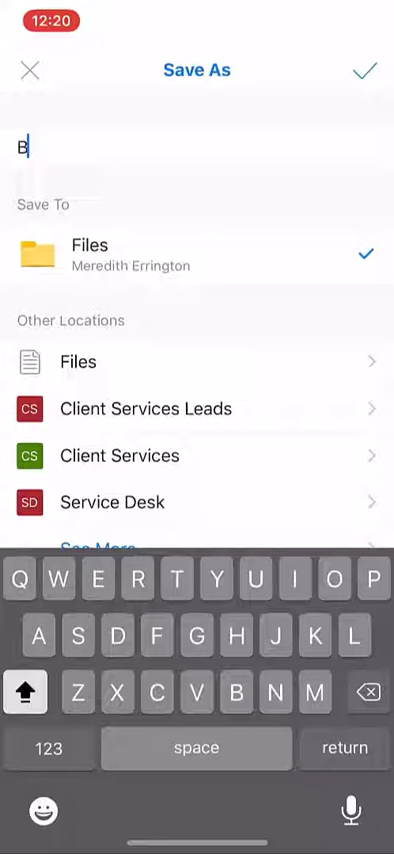 12:20
Save As
B
Save To
Files
Meredith Errington
Other Locations
Files
CS Client Services Leads
CS Client Services
SD Service Desk
See More
Q W E R T Y U I O P
A S D F G H J K L
Z X C V B N M
123 space return